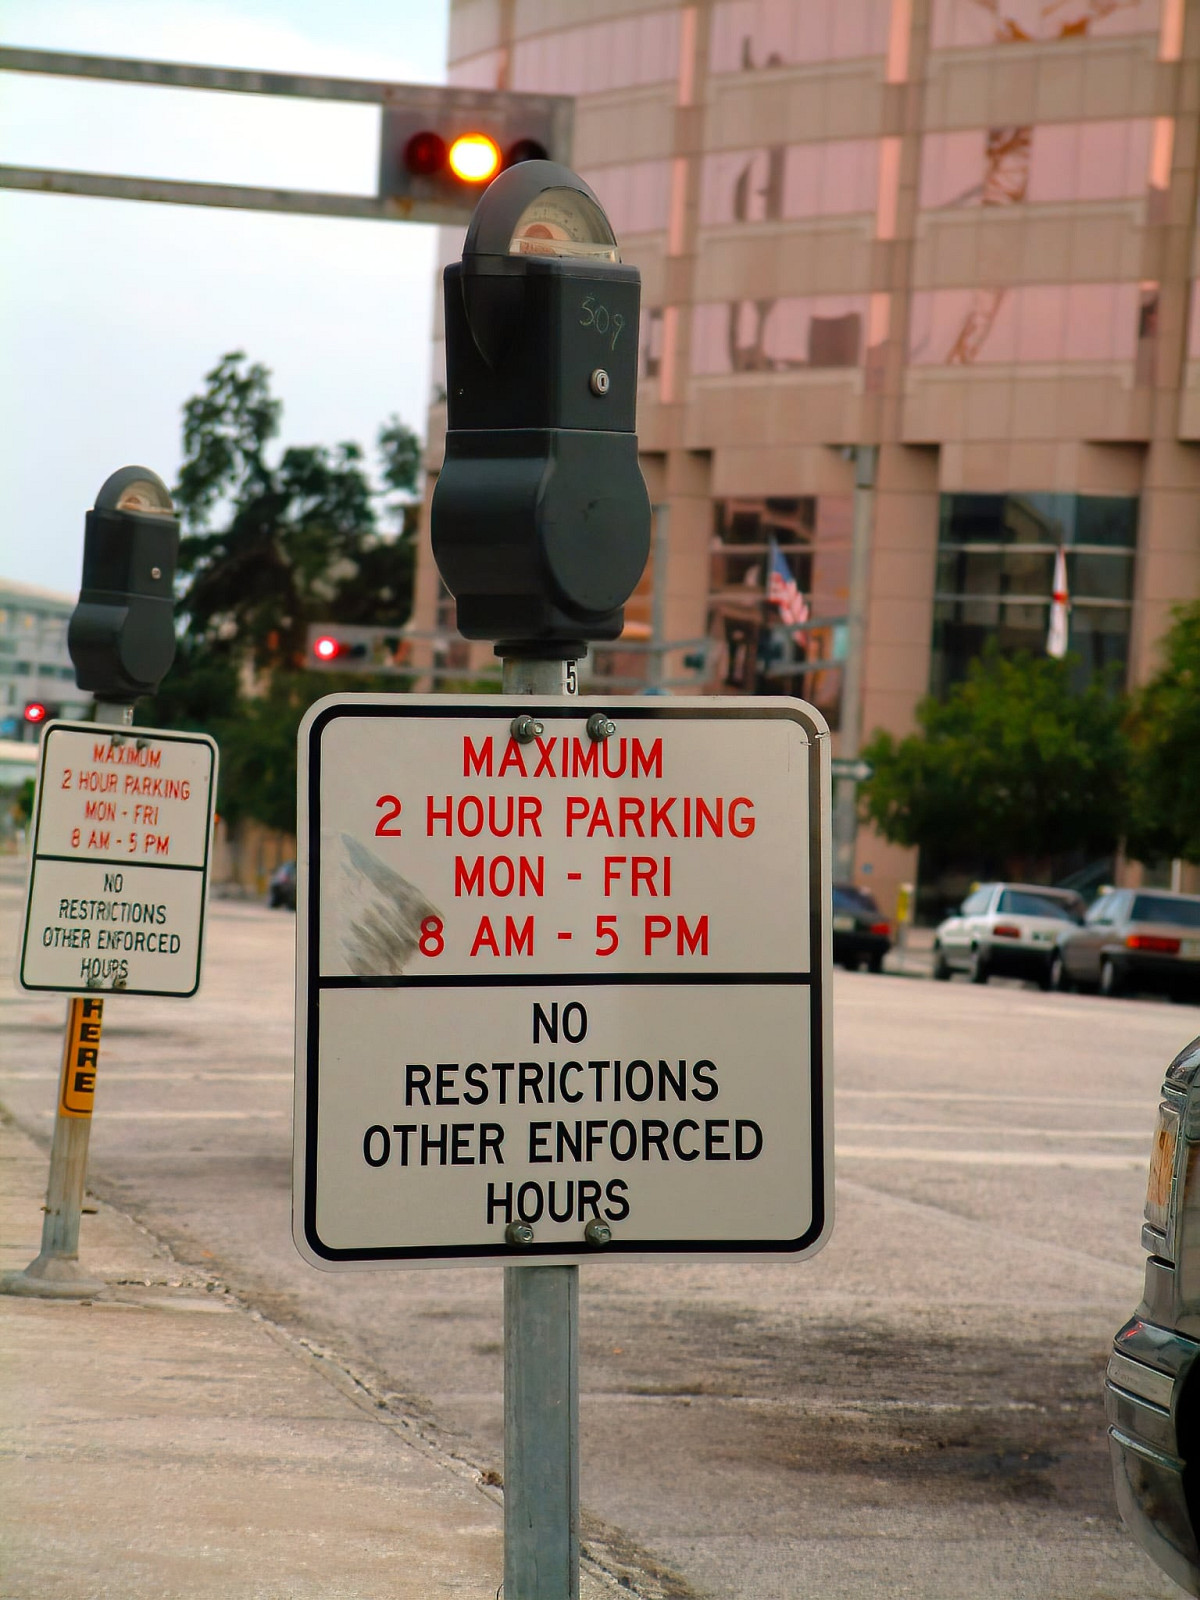 509
5
MAXIMUM
2 HOUR PARKING
MON - FRI
8 AM - 5 PM
NO
RESTRICTIONS
OTHER ENFORCED
HOURS
MAXIMUM
2 HOUR PARKING
MON - FRI
8 AM - 5 PM
NO
RESTRICTIONS
OTHER ENFORCED
HOURS
HERE